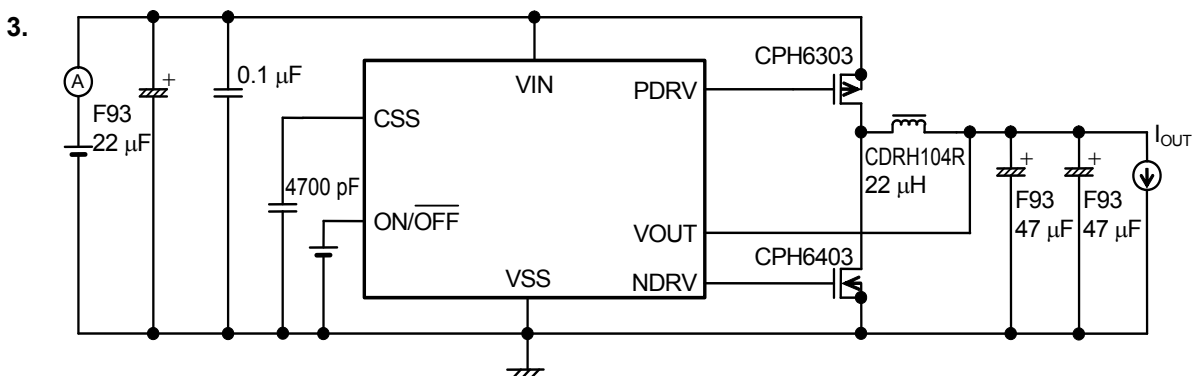 3.
A
F93
22 μF
0.1 μF
4700 pF
CSS
ON/OFF
VIN
VSS
PDRV
VOUT
NDRV
CPH6303
CPH6403
CDRH104R
22 μH
+
+
+
F93
47 μF
F93
47 μF
IOUT